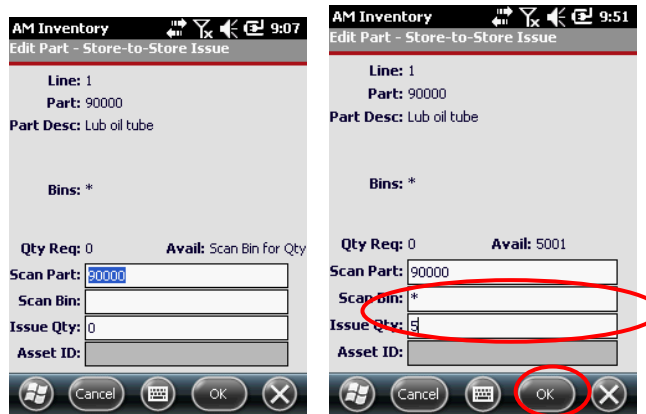 AM Inventory 9:07
Edit Part - Store-to-Store Issue
Line: 1
Part: 90000
Part Desc: Lub oil tube
Bins: *
Qty Req: 0 Avail: Scan Bin for Qty
Scan Part: 90000
Scan Bin:
Issue Qty: 0
Asset ID:
Cancel OK
AM Inventory 9:51
Edit Part - Store-to-Store Issue
Line: 1
Part: 90000
Part Desc: Lub oil tube
Bins: *
Qty Req: 0 Avail: 5001
Scan Part: 90000
Scan Bin: *
Issue Qty: 5
Asset ID:
Cancel OK